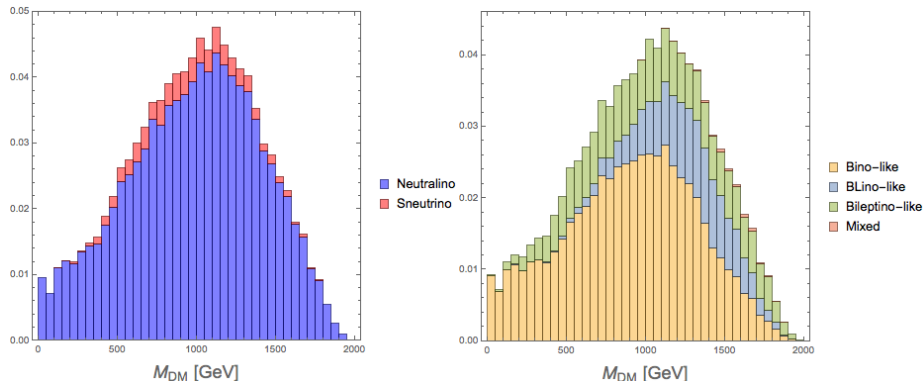 0.05
0.04
0.03
0.02
0.01
0.00
0
500
1000
1500
2000
M_DM [GeV]
Neutralino
Sneutrino
0.04
0.03
0.02
0.01
0.00
0
500
1000
1500
2000
M_DM [GeV]
Bino-like
BLino-like
Bileptino-like
Mixed